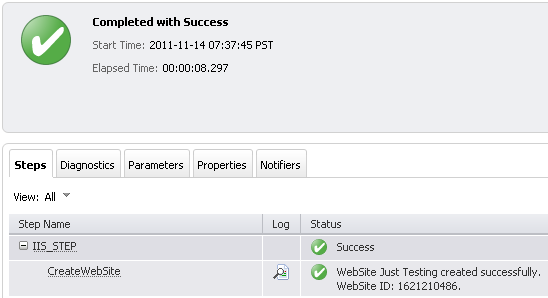 Completed with Success
Start Time: 2011-11-14 07:37:45 PST
Elapsed Time: 00:00:08.297
Steps Diagnostics Parameters Properties Notifiers
View: All
Step Name Log Status
IIS_STEP Success
CreateWebSite WebSite Just Testing created successfully.
WebSite ID: 1621210486.